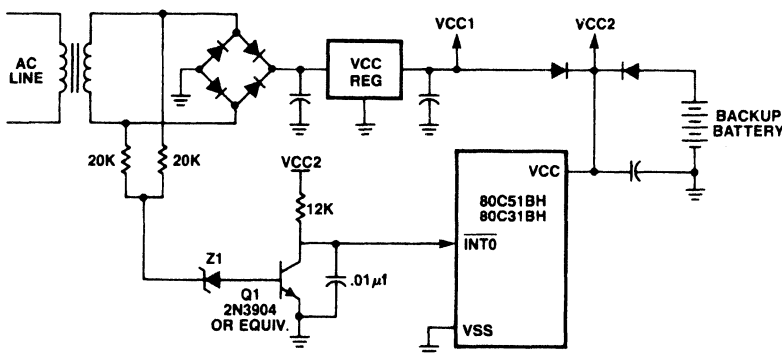 AC
LINE
VCC
REG
VCC1
VCC2
BACKUP
BATTERY
20K
20K
VCC2
12K
VCC
80C51BH
80C31BH
INT0
Z1
.01µf
Q1
2N3904
OR EQUIV.
VSS